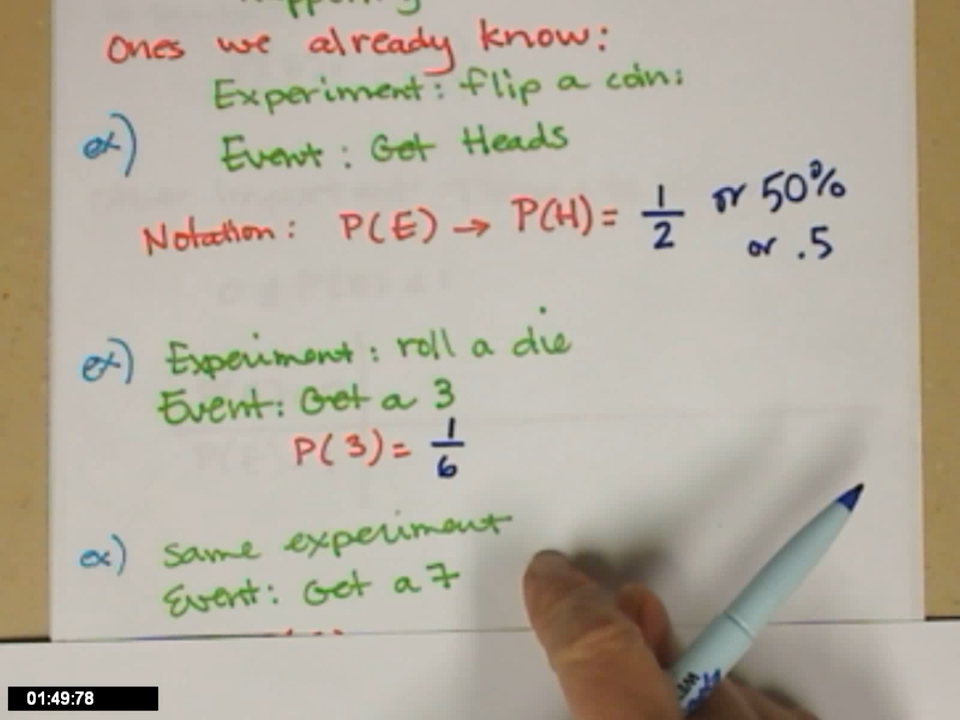 Ones we already know:
Experiment: flip a coin:
ex)
Event: Get Heads
Notation: P(E) → P(H) = 1/2 or 50%
or .5
ex) Experiment: roll a die
Event: Get a 3
P(3) = 1/6
ex) Same experiment
Event: Get a 7
01:49:78